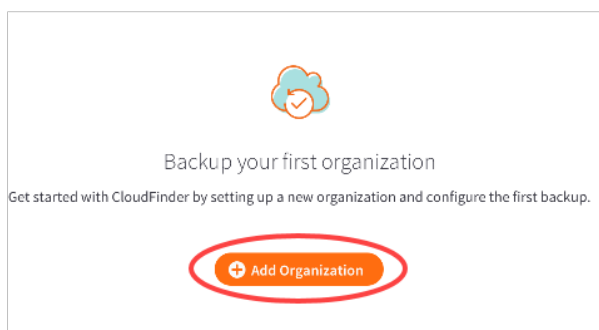 Backup your first organization
Get started with CloudFinder by setting up a new organization and configure the first backup.
Add Organization